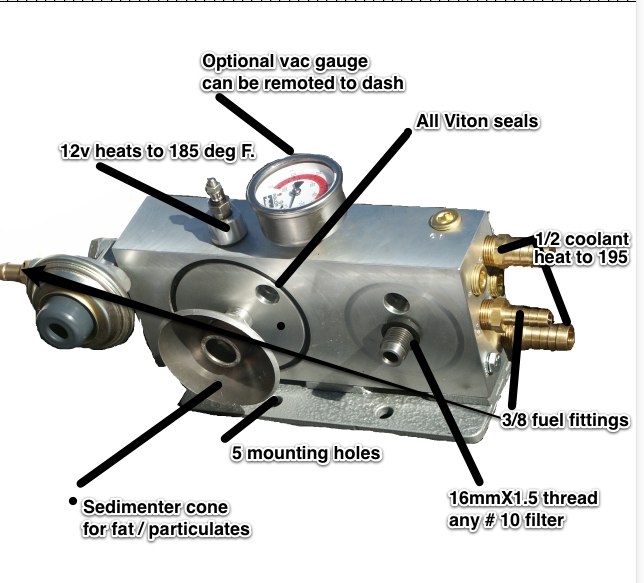 Optional vac gauge
can be remoted to dash
All Viton seals
12v heats to 185 deg F.
1/2 coolant
heat to 195
3/8 fuel fittings
5 mounting holes
16mmX1.5 thread
any # 10 filter
Sedimenter cone
for fat / particulates